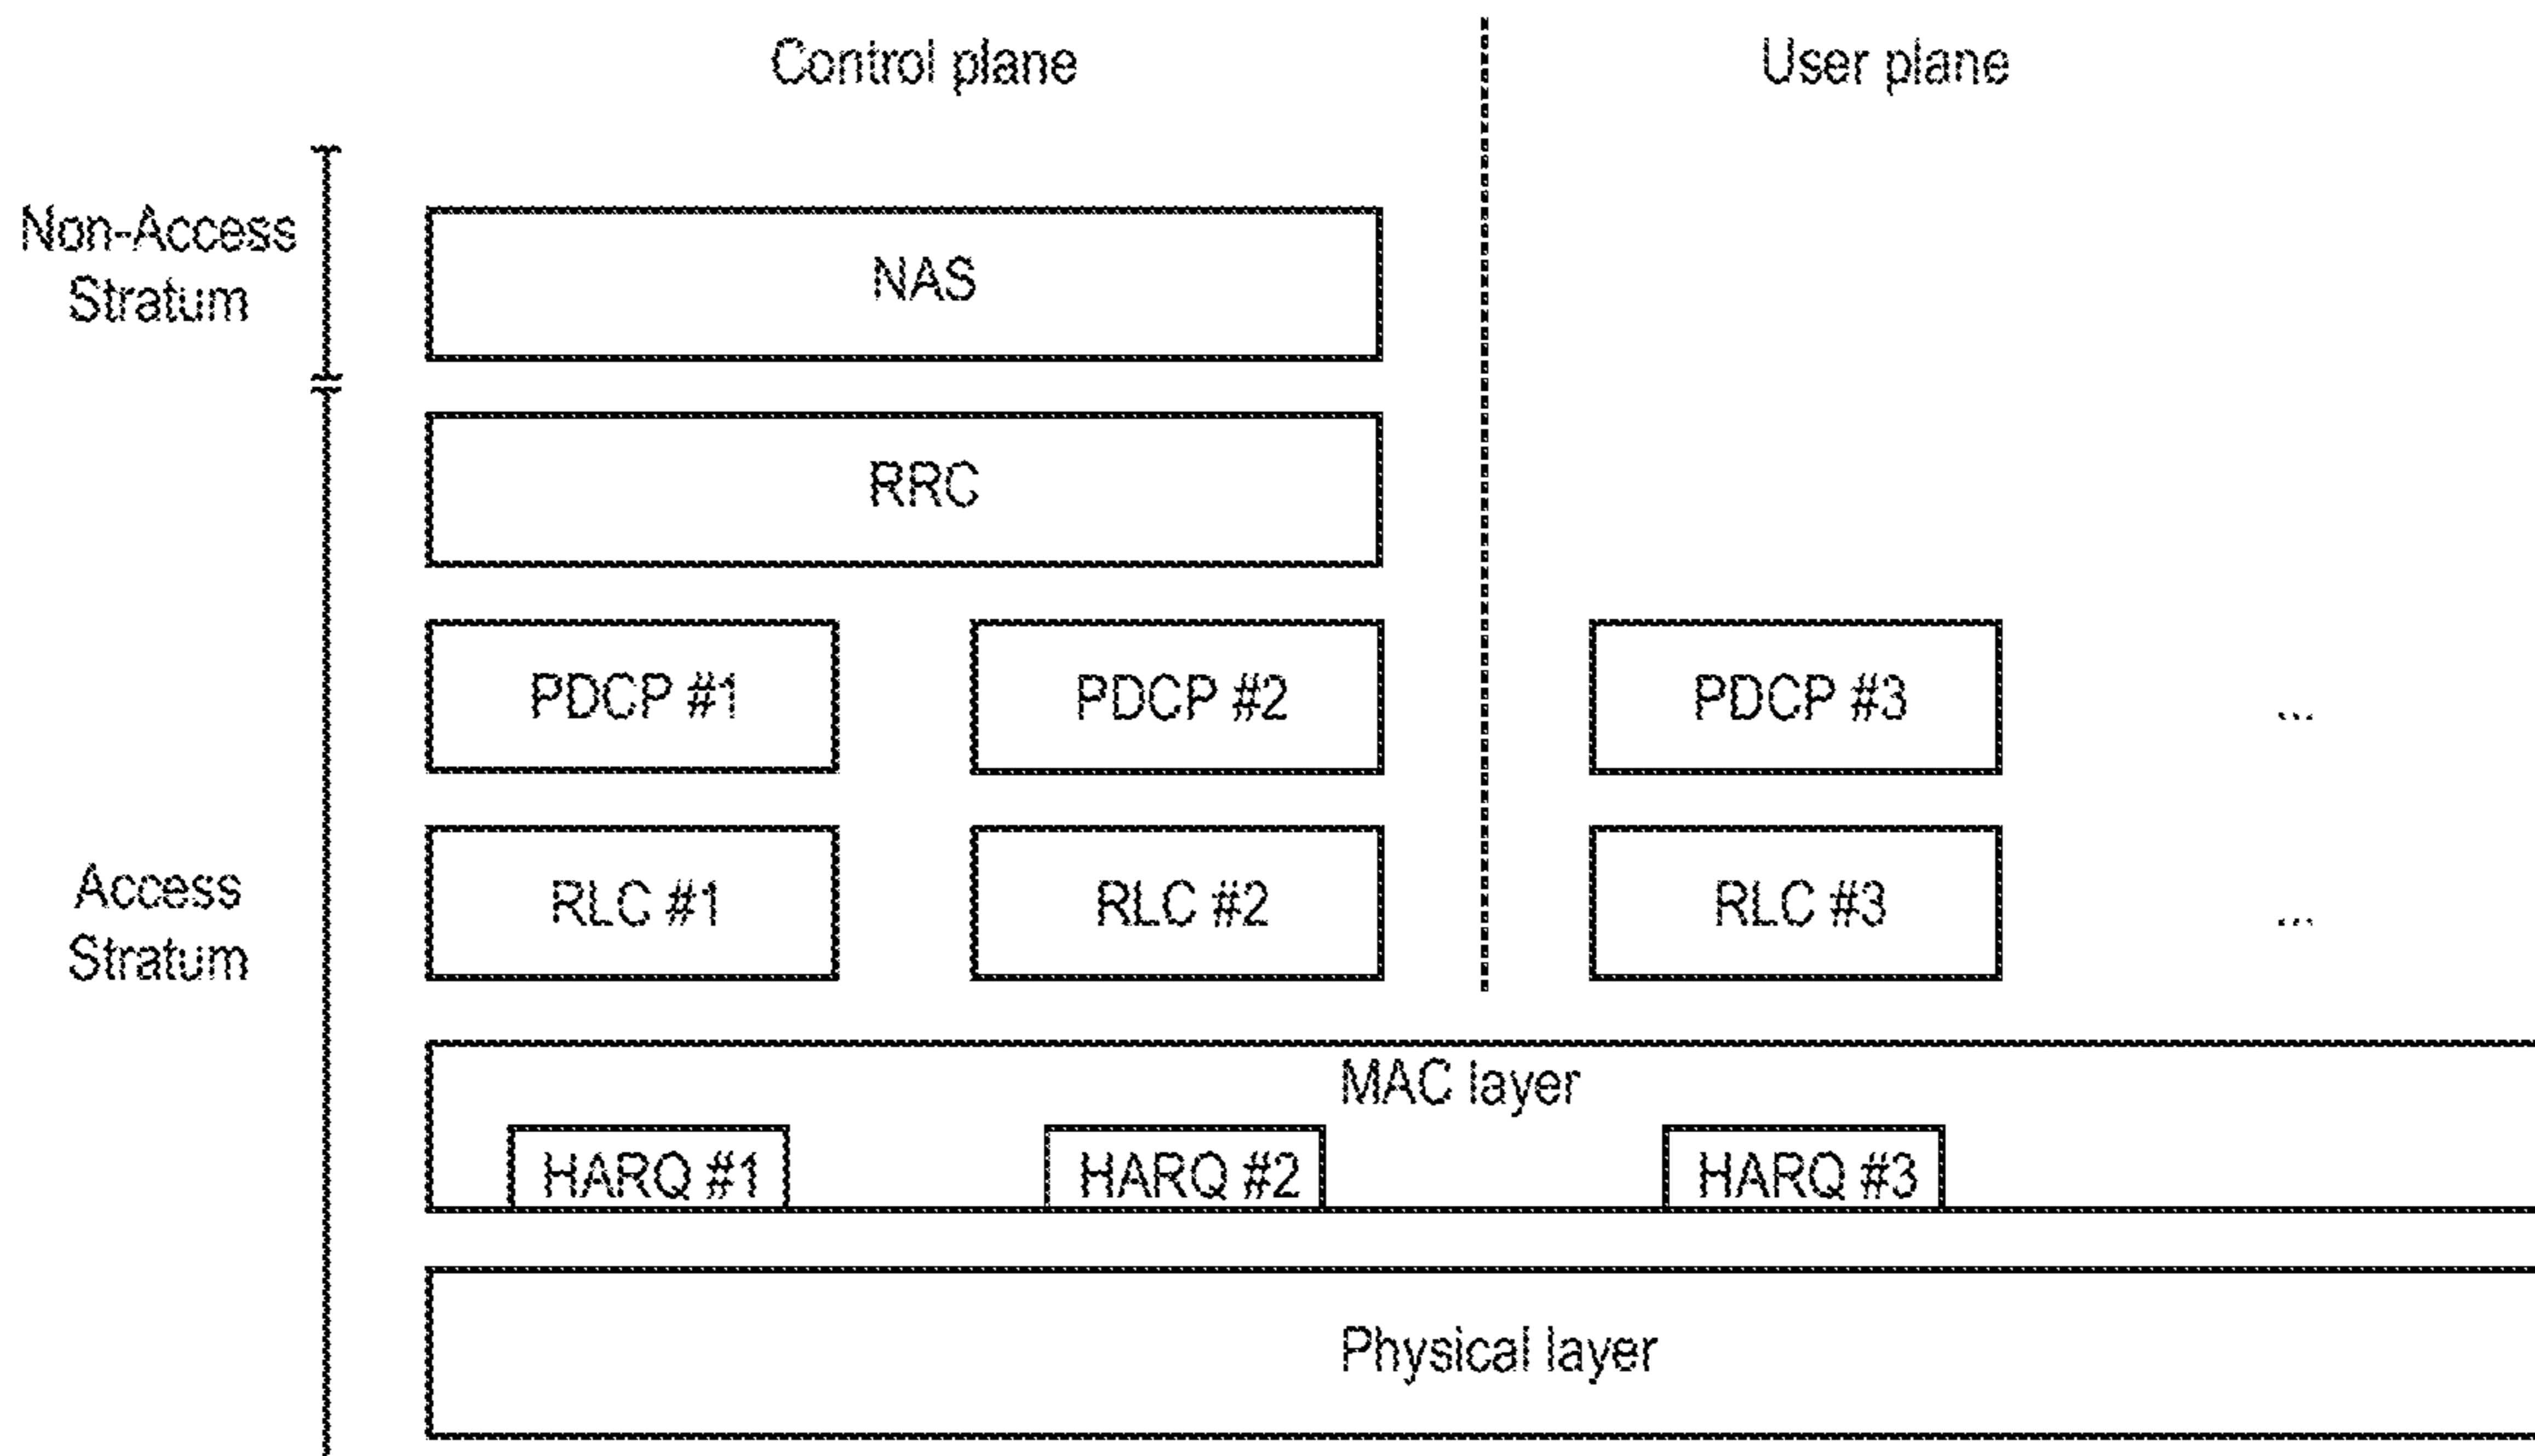 Control plane
User plane
Non-Access
Stratum
NAS
RRC
PDCP #1
PDCP #2
PDCP #3
...
Access
Stratum
RLC #1
RLC #2
RLC #3
...
MAC layer
HARQ #1
HARQ #2
HARQ #3
Physical layer